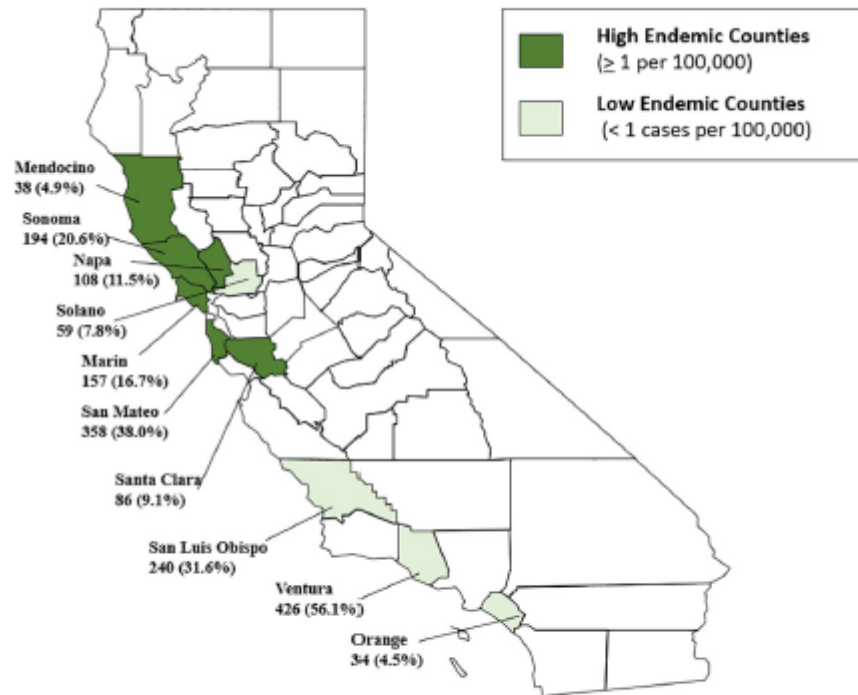 High Endemic Counties
(≥ 1 per 100,000)
Low Endemic Counties
(< 1 cases per 100,000)
Mendocino
38 (4.9%)
Sonoma
194 (20.6%)
Napa
108 (11.5%)
Solano
59 (7.8%)
Marin
157 (16.7%)
San Mateo
358 (38.0%)
Santa Clara
86 (9.1%)
San Luis Obispo
240 (31.6%)
Ventura
426 (56.1%)
Orange
34 (4.5%)